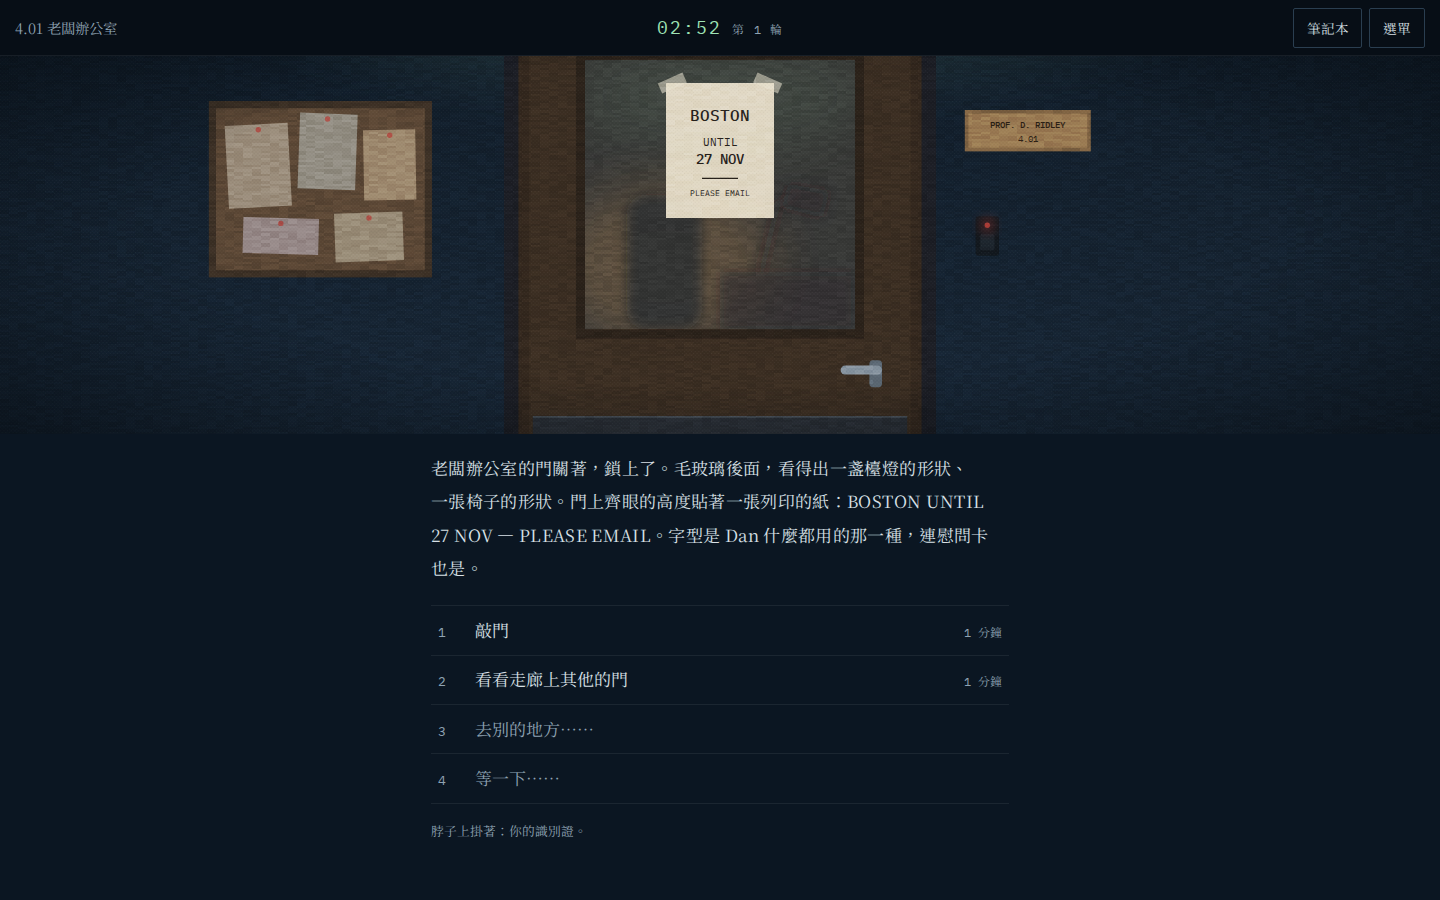 4.01 老闆辦公室
02:52 第 1 輪
筆記本
選單
BOSTON
UNTIL
27 NOV
PLEASE EMAIL
PROF. D. RIDLEY
4.01
老闆辦公室的門關著，鎖上了。毛玻璃後面，看得出一盞檯燈的形狀、
一張椅子的形狀。門上齊眼的高度貼著一張列印的紙：BOSTON UNTIL
27 NOV — PLEASE EMAIL。字型是 Dan 什麼都用的那一種，連慰問卡
也是。
1 敲門 1 分鐘
2 看看走廊上其他的門 1 分鐘
3 去別的地方……
4 等一下……
脖子上掛著：你的識別證。